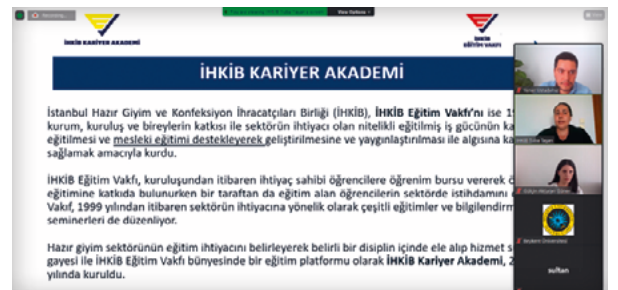 View Options
İHKİB KARİYER AKADEMİ
İHKİB
EĞİTİM VAKFI
İHKİB KARİYER AKADEMİ
İstanbul Hazır Giyim ve Konfeksiyon İhracatçıları Birliği (İHKİB), İHKİB Eğitim Vakfı'nı ise 19
kurum, kuruluş ve bireylerin katkısı ile sektörün ihtiyacı olan nitelikli eğitilmiş iş gücünün ka
eğitilmesi ve mesleki eğitimi destekleyerek geliştirilmesine ve yaygınlaştırılması ile algısına ka
sağlamak amacıyla kurdu.
İHKİB Eğitim Vakfı, kuruluşundan itibaren ihtiyaç sahibi öğrencilere öğrenim bursu vererek ö
eğitimine katkıda bulunurken bir taraftan da eğitim alan öğrencilerin sektörde istihdamını
Vakıf, 1999 yılından itibaren sektörün ihtiyacına yönelik olarak çeşitli eğitimler ve bilgilendirm
seminerleri de düzenliyor.
Hazır giyim sektörünün eğitim ihtiyacını belirleyerek belirli bir disiplin içinde ele alıp hizmet s
gayesi ile İHKİB Eğitim Vakfı bünyesinde bir eğitim platformu olarak İHKİB Kariyer Akademi, 2
yılında kuruldu.
Beykent Üniversitesi
sultan